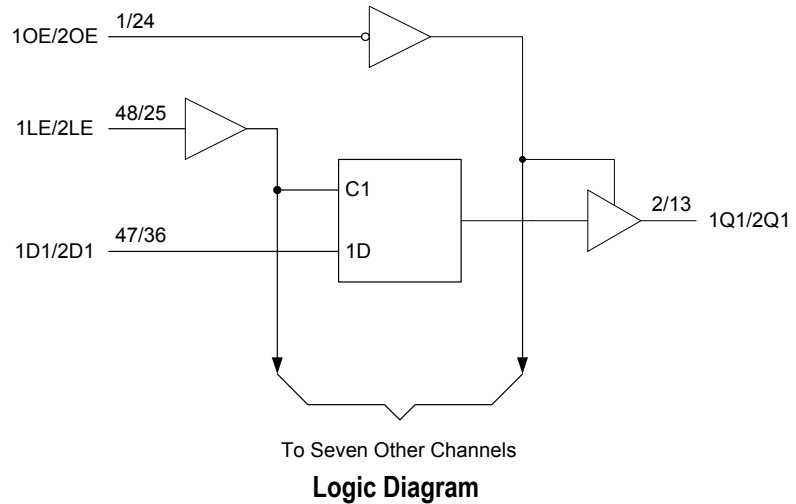 1OE/2OE 1/24
1LE/2LE 48/25
C1
2/13
1Q1/2Q1
1D1/2D1 47/36
1D
To Seven Other Channels
Logic Diagram